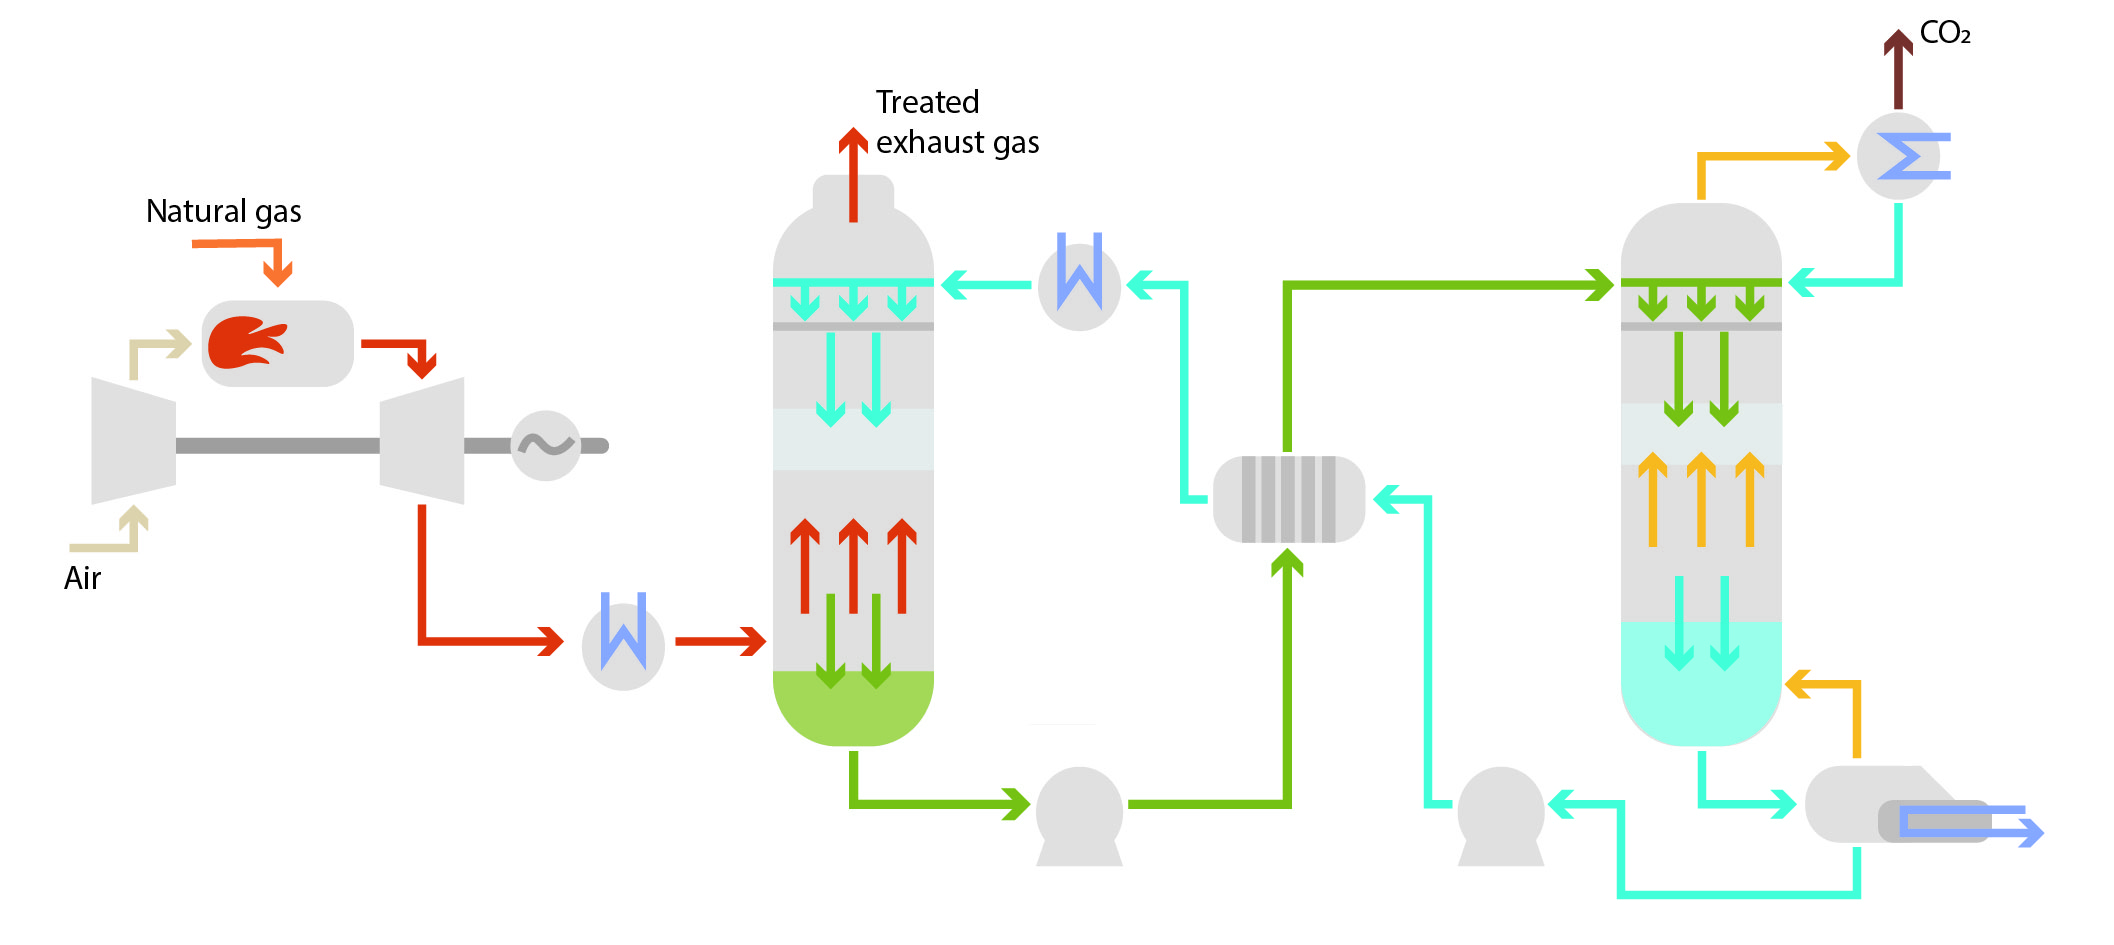 CO₂
Treated
exhaust gas
Natural gas
Air